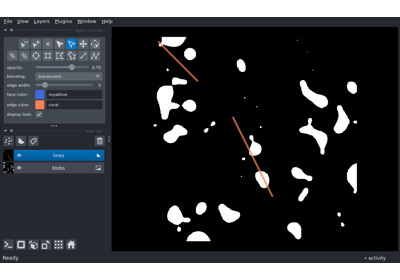 File View Layers Plugins Window Help
opacity: 0.70
blending: translucent
edge width: 5
face color: royalblue
edge color: coral
display text: ✓
lines
blobs
Ready
activity